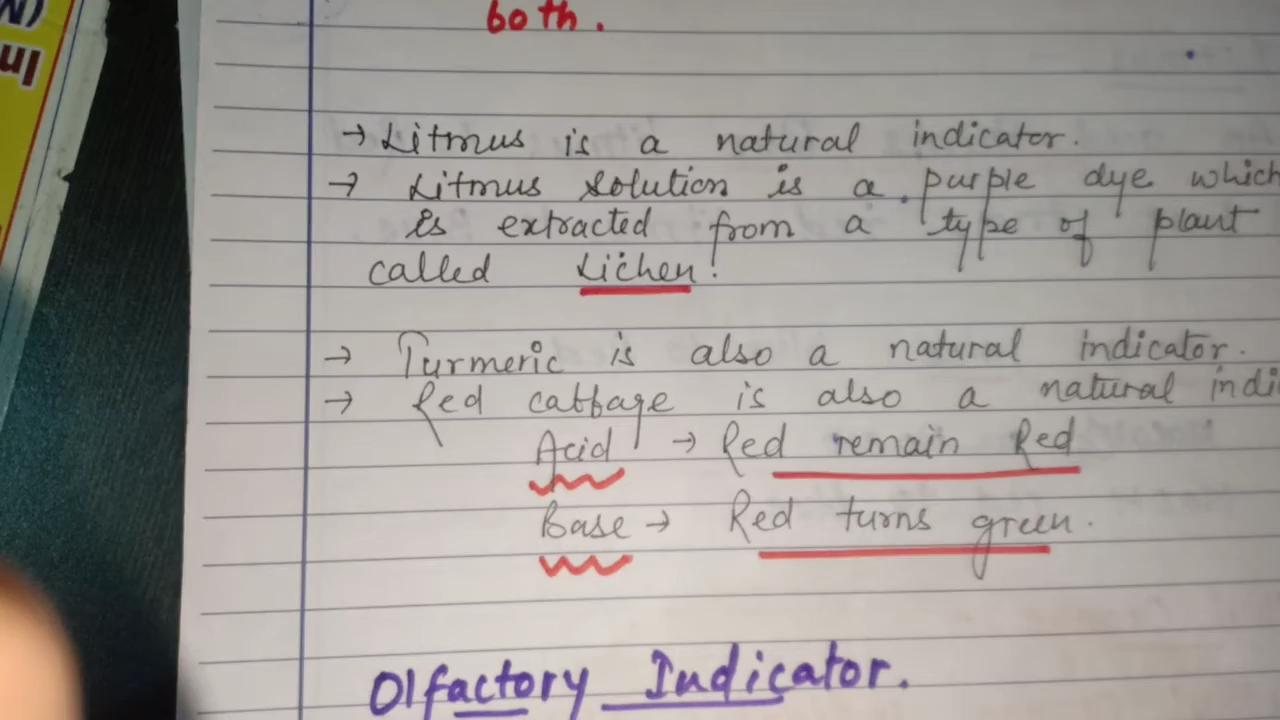 In
both.
→ Litmus is a natural indicator.
→ Litmus solution is a purple dye which
is extracted from a type of plant
called Lichen.
→ Turmeric is also a natural indicator.
→ Red cabbage is also a natural indi
Acid → Red remain Red
Base → Red turns green.
Olfactory Indicator.